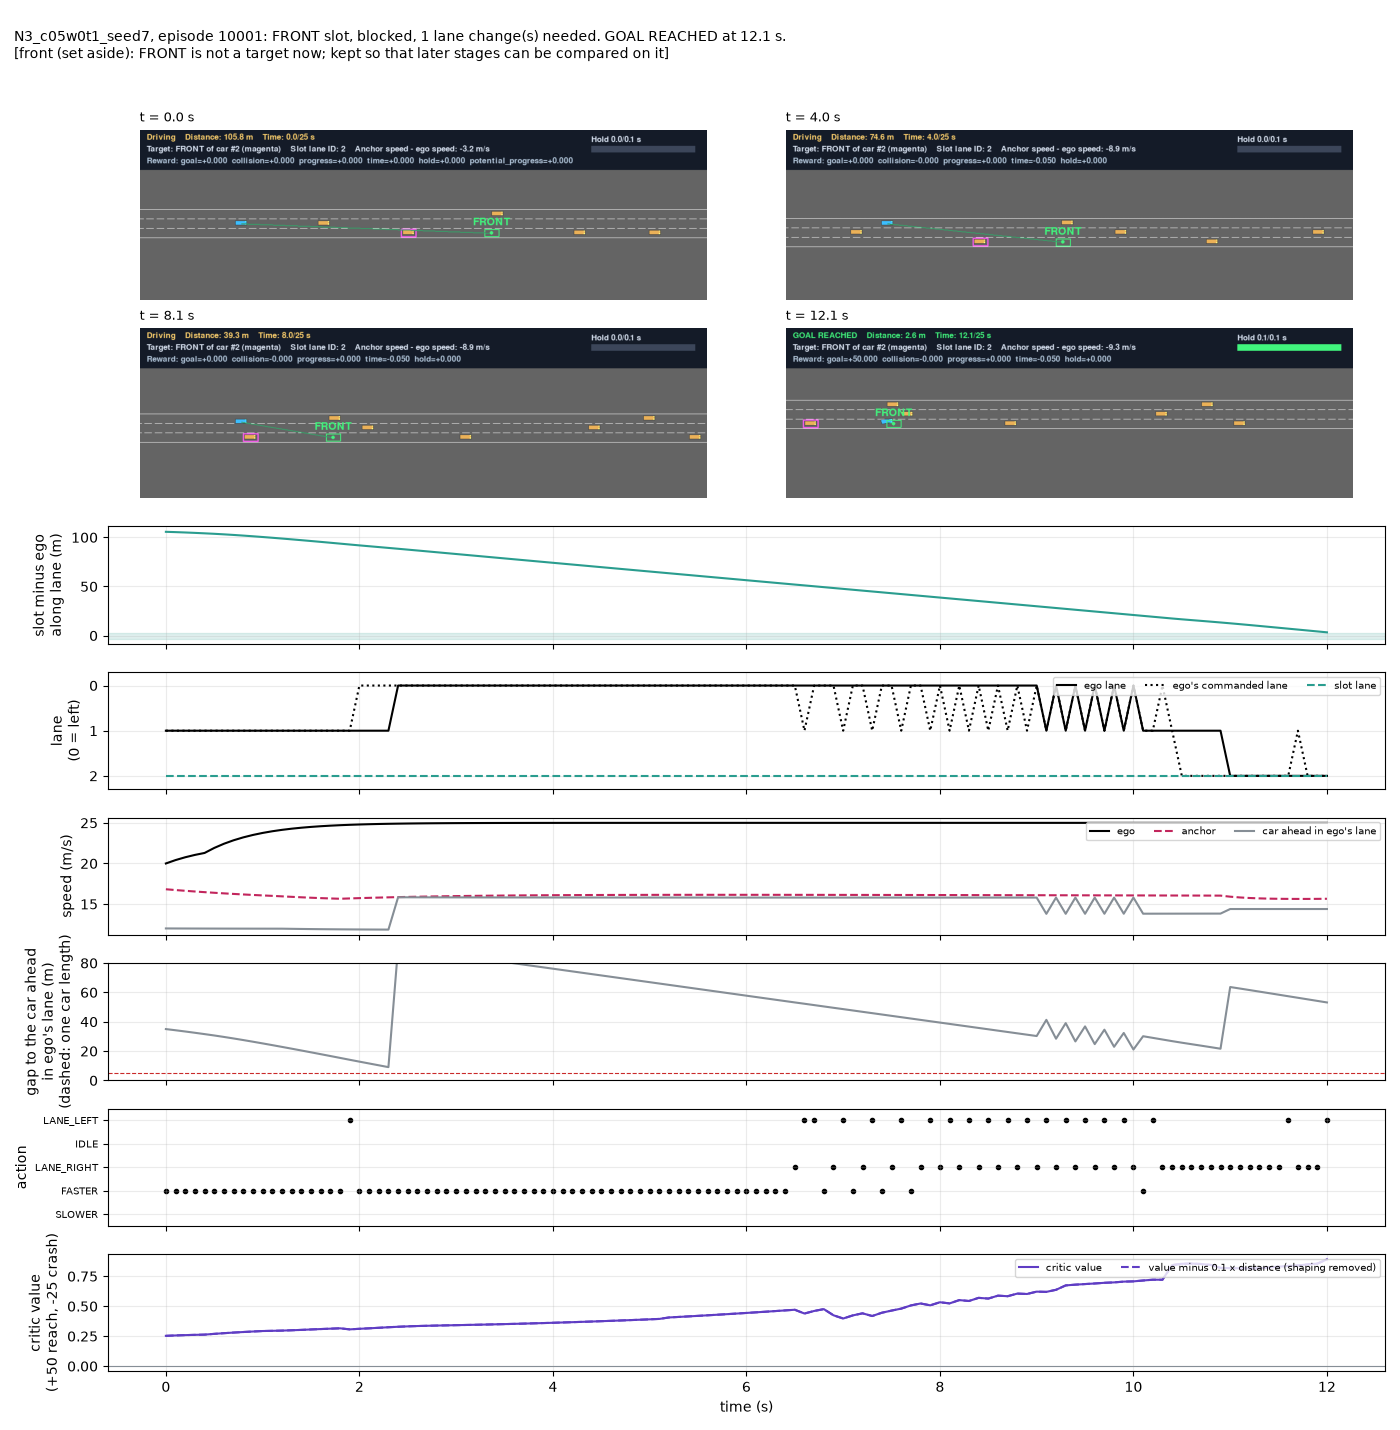 N3_c05w0t1_seed7, episode 10001: FRONT slot, blocked, 1 lane change(s) needed. GOAL REACHED at 12.1 s.
[front (set aside): FRONT is not a target now; kept so that later stages can be compared on it]
t = 0.0 s
Driving Distance: 105.8 m Time: 0.0/25 s
Hold 0.0/0.1 s
Target: FRONT of car #2 (magenta) Slot lane ID: 2 Anchor speed - ego speed: -3.2 m/s
Reward: goal=+0.000 collision=+0.000 progress=+0.000 time=+0.000 hold=+0.000 potential_progress=+0.000
FRONT
t = 4.0 s
Driving Distance: 74.6 m Time: 4.0/25 s
Hold 0.0/0.1 s
Target: FRONT of car #2 (magenta) Slot lane ID: 2 Anchor speed - ego speed: -8.9 m/s
Reward: goal=+0.000 collision=-0.000 progress=+0.000 time=-0.050 hold=+0.000
FRONT
t = 8.1 s
Driving Distance: 39.3 m Time: 8.0/25 s
Hold 0.0/0.1 s
Target: FRONT of car #2 (magenta) Slot lane ID: 2 Anchor speed - ego speed: -8.9 m/s
Reward: goal=+0.000 collision=-0.000 progress=+0.000 time=-0.050 hold=+0.000
FRONT
t = 12.1 s
GOAL REACHED Distance: 2.6 m Time: 12.1/25 s
Hold 0.1/0.1 s
Target: FRONT of car #2 (magenta) Slot lane ID: 2 Anchor speed - ego speed: -9.3 m/s
Reward: goal=+50.000 collision=-0.000 progress=+0.000 time=-0.050 hold=+0.000
FRONT
slot minus ego
along lane (m)
100
50
0
lane
(0 = left)
0
1
2
ego lane
ego's commanded lane
slot lane
speed (m/s)
25
20
15
ego
anchor
car ahead in ego's lane
gap to the car ahead
in ego's lane (m)
(dashed: one car length)
80
60
40
20
0
action
LANE_LEFT
IDLE
LANE_RIGHT
FASTER
SLOWER
critic value
(+50 reach, -25 crash)
0.75
0.50
0.25
0.00
critic value
value minus 0.1 x distance (shaping removed)
0
2
4
6
8
10
12
time (s)